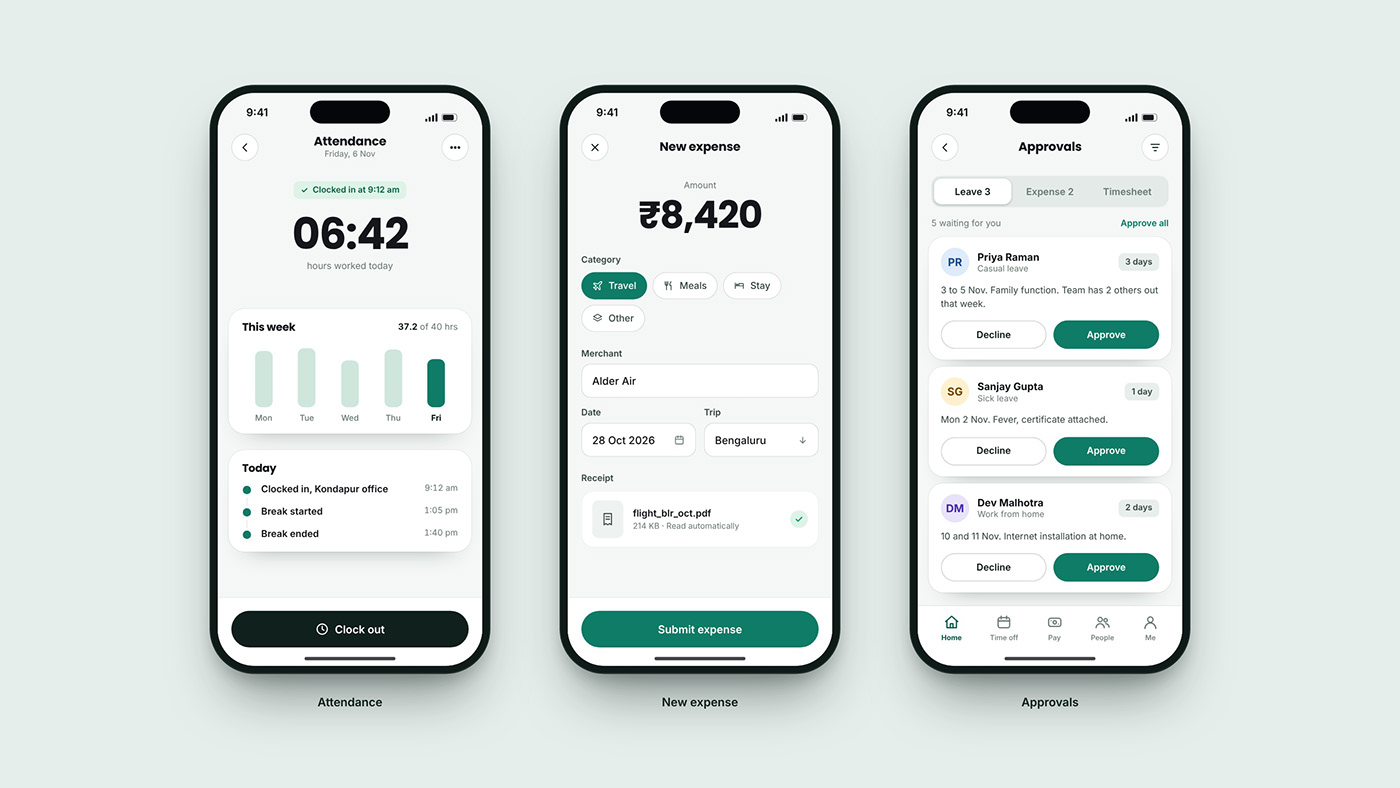 9:41
Attendance
Friday, 6 Nov
Clocked in at 9:12 am
06:42
hours worked today
This week
37.2 of 40 hrs
Mon Tue Wed Thu Fri
Today
Clocked in, Kondapur office 9:12 am
Break started 1:05 pm
Break ended 1:40 pm
Clock out
Attendance
9:41
New expense
Amount
₹8,420
Category
Travel Meals Stay
Other
Merchant
Alder Air
Date Trip
28 Oct 2026 Bengaluru
Receipt
flight_blr_oct.pdf
214 KB · Read automatically
Submit expense
New expense
9:41
Approvals
Leave 3 Expense 2 Timesheet
5 waiting for you Approve all
PR Priya Raman 3 days
Casual leave
3 to 5 Nov. Family function. Team has 2 others out
that week.
Decline Approve
SG Sanjay Gupta 1 day
Sick leave
Mon 2 Nov. Fever, certificate attached.
Decline Approve
DM Dev Malhotra 2 days
Work from home
10 and 11 Nov. Internet installation at home.
Decline Approve
Home Time off Pay People Me
Approvals